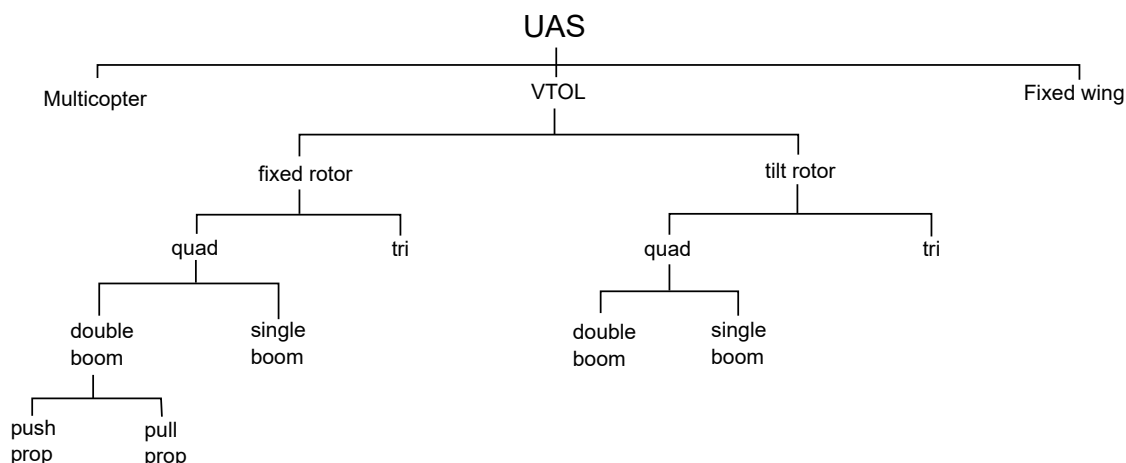 UAS
Multicopter
VTOL
Fixed wing
fixed rotor
tilt rotor
quad
tri
quad
tri
double
boom
single
boom
double
boom
single
boom
push
prop
pull
prop